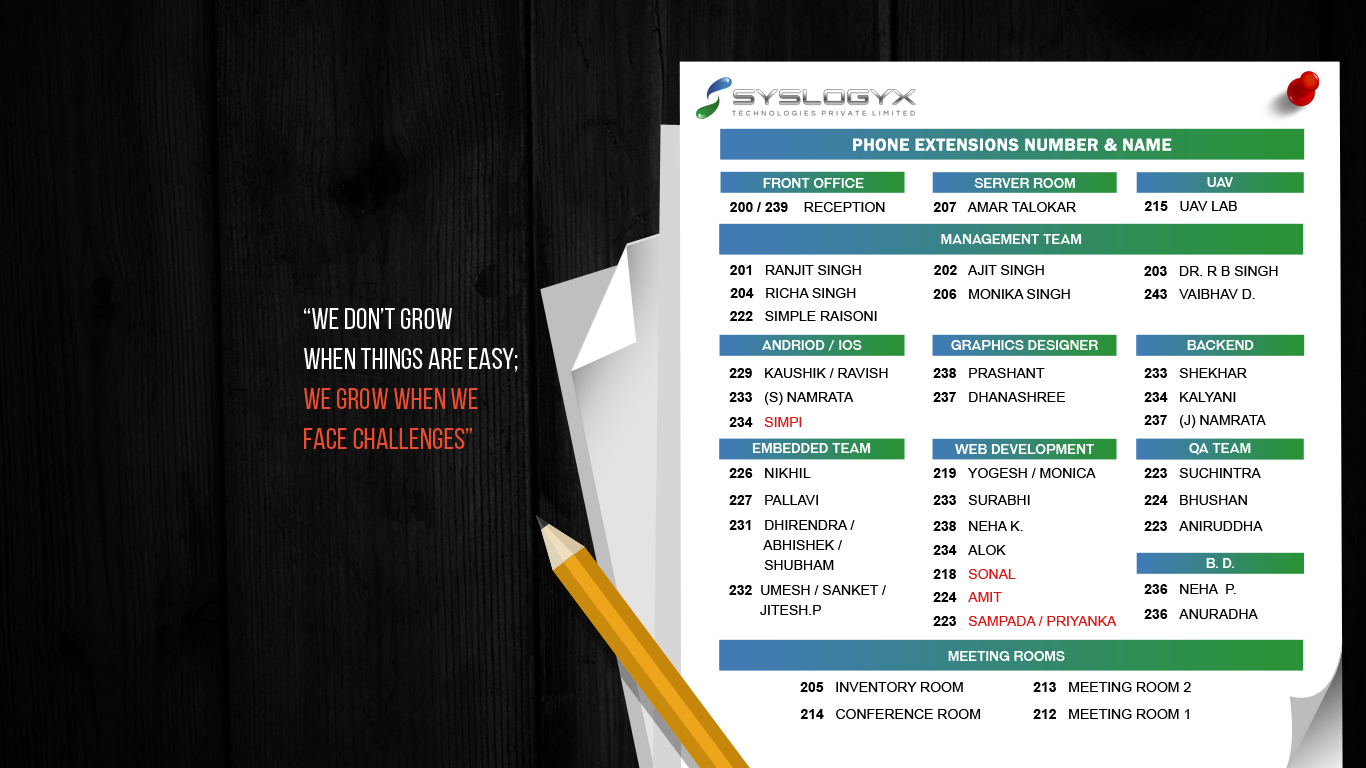 “WE DON’T GROW
WHEN THINGS ARE EASY;
WE GROW WHEN WE
FACE CHALLENGES”
SYSLOGYX
TECHNOLOGIES PRIVATE LIMITED
PHONE EXTENSIONS NUMBER & NAME
FRONT OFFICE
200 / 239 RECEPTION
SERVER ROOM
207 AMAR TALOKAR
UAV
215 UAV LAB
MANAGEMENT TEAM
201 RANJIT SINGH
204 RICHA SINGH
222 SIMPLE RAISONI
202 AJIT SINGH
206 MONIKA SINGH
203 DR. R B SINGH
243 VAIBHAV D.
ANDRIOD / IOS
229 KAUSHIK / RAVISH
233 (S) NAMRATA
234 SIMPI
GRAPHICS DESIGNER
238 PRASHANT
237 DHANASHREE
BACKEND
233 SHEKHAR
234 KALYANI
237 (J) NAMRATA
EMBEDDED TEAM
226 NIKHIL
227 PALLAVI
231 DHIRENDRA /
ABHISHEK /
SHUBHAM
232 UMESH / SANKET /
JITESH.P
WEB DEVELOPMENT
219 YOGESH / MONICA
233 SURABHI
238 NEHA K.
234 ALOK
218 SONAL
224 AMIT
223 SAMPADA / PRIYANKA
QA TEAM
223 SUCHINTRA
224 BHUSHAN
223 ANIRUDDHA
B. D.
236 NEHA P.
236 ANURADHA
MEETING ROOMS
205 INVENTORY ROOM
214 CONFERENCE ROOM
213 MEETING ROOM 2
212 MEETING ROOM 1